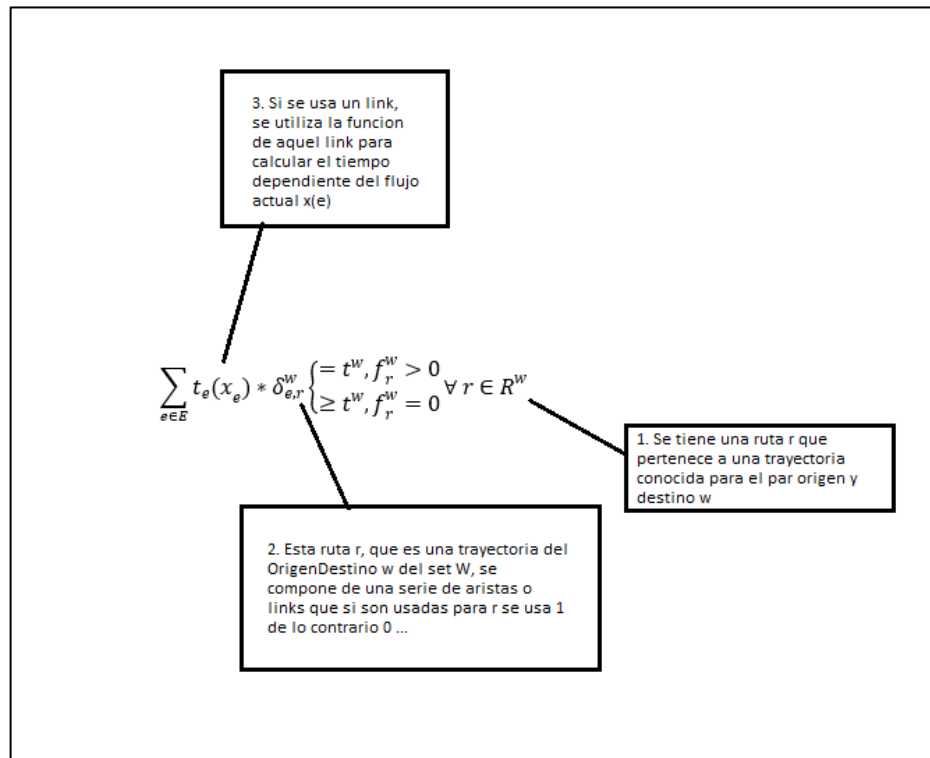 3. Si se usa un link,
se utiliza la funcion
de aquel link para
calcular el tiempo
dependiente del flujo
actual x(e)
∑ t_e(x_e) * δ^w_{e,r} { = t^w, f^w_r > 0
e∈E { ≥ t^w, f^w_r = 0 ∀ r ∈ R^w
1. Se tiene una ruta r que
pertenece a una trayectoria
conocida para el par origen y
destino w
2. Esta ruta r, que es una trayectoria del
OrigenDestino w del set W, se
compone de una serie de aristas o
links que si son usadas para r se usa 1
de lo contrario 0 ...